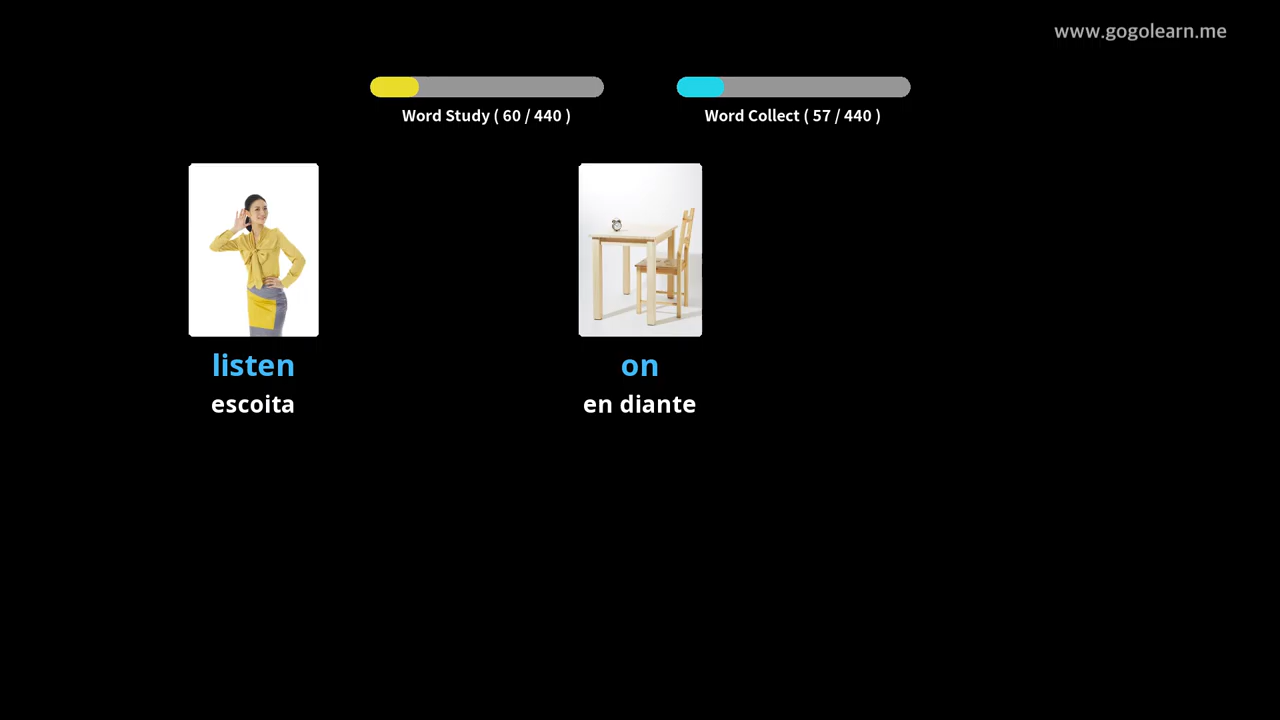 www.gogolearn.me
Word Study ( 60 / 440 )
Word Collect ( 57 / 440 )
listen
escoita
on
en diante